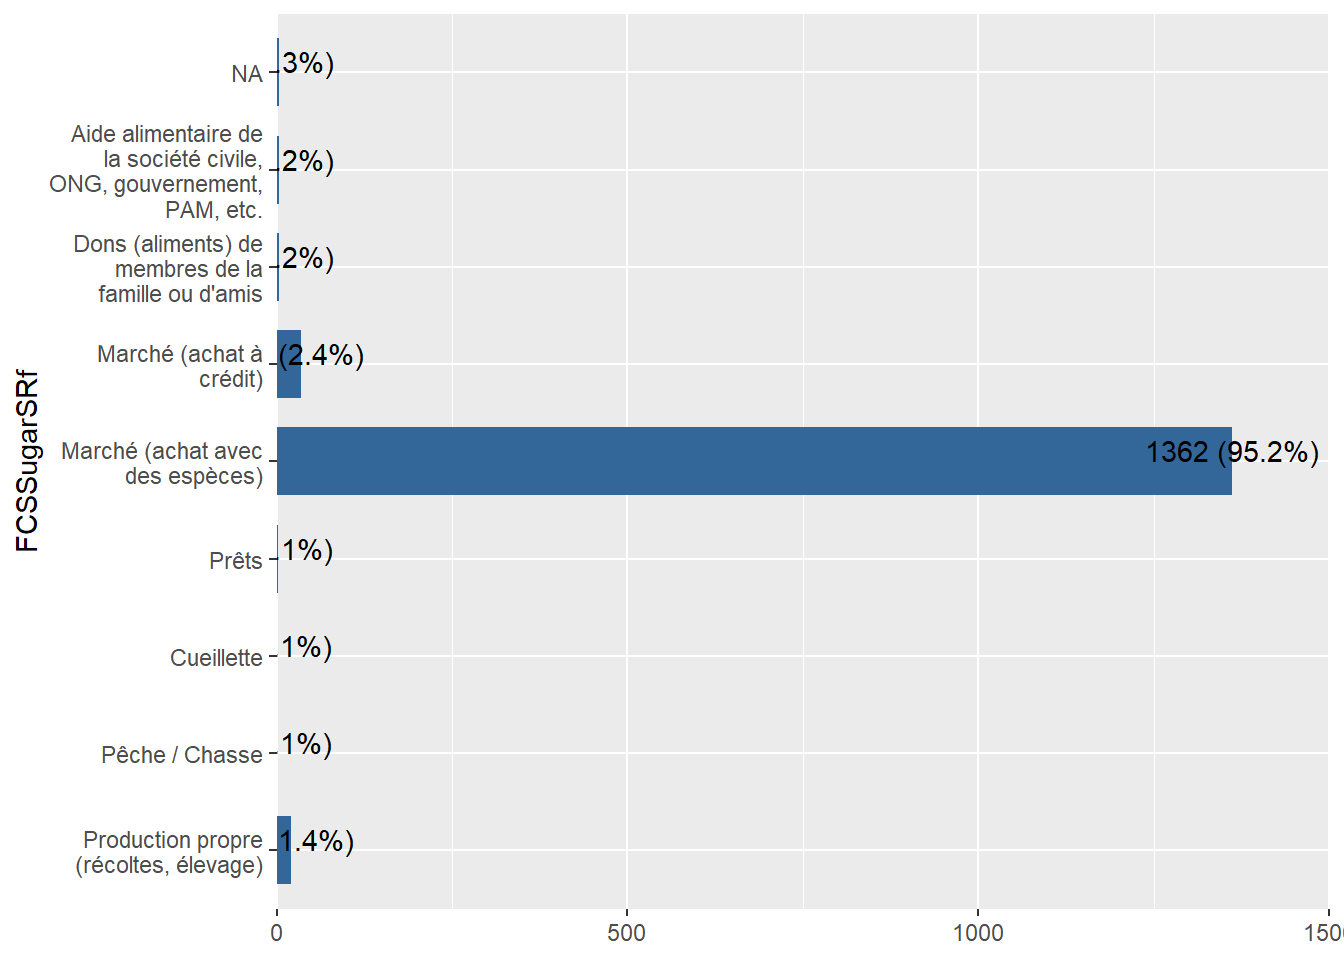 NA
3%)
Aide alimentaire de
la société civile,
ONG, gouvernement,
PAM, etc.
2%)
Dons (aliments) de
membres de la
famille ou d'amis
2%)
Marché (achat à
crédit)
(2.4%)
Marché (achat avec
des espèces)
1362 (95.2%)
Prêts
1%)
Cueillette
1%)
Pêche / Chasse
1%)
Production propre
(récoltes, élevage)
1.4%)
FCSSugarSRf
0
500
1000
150